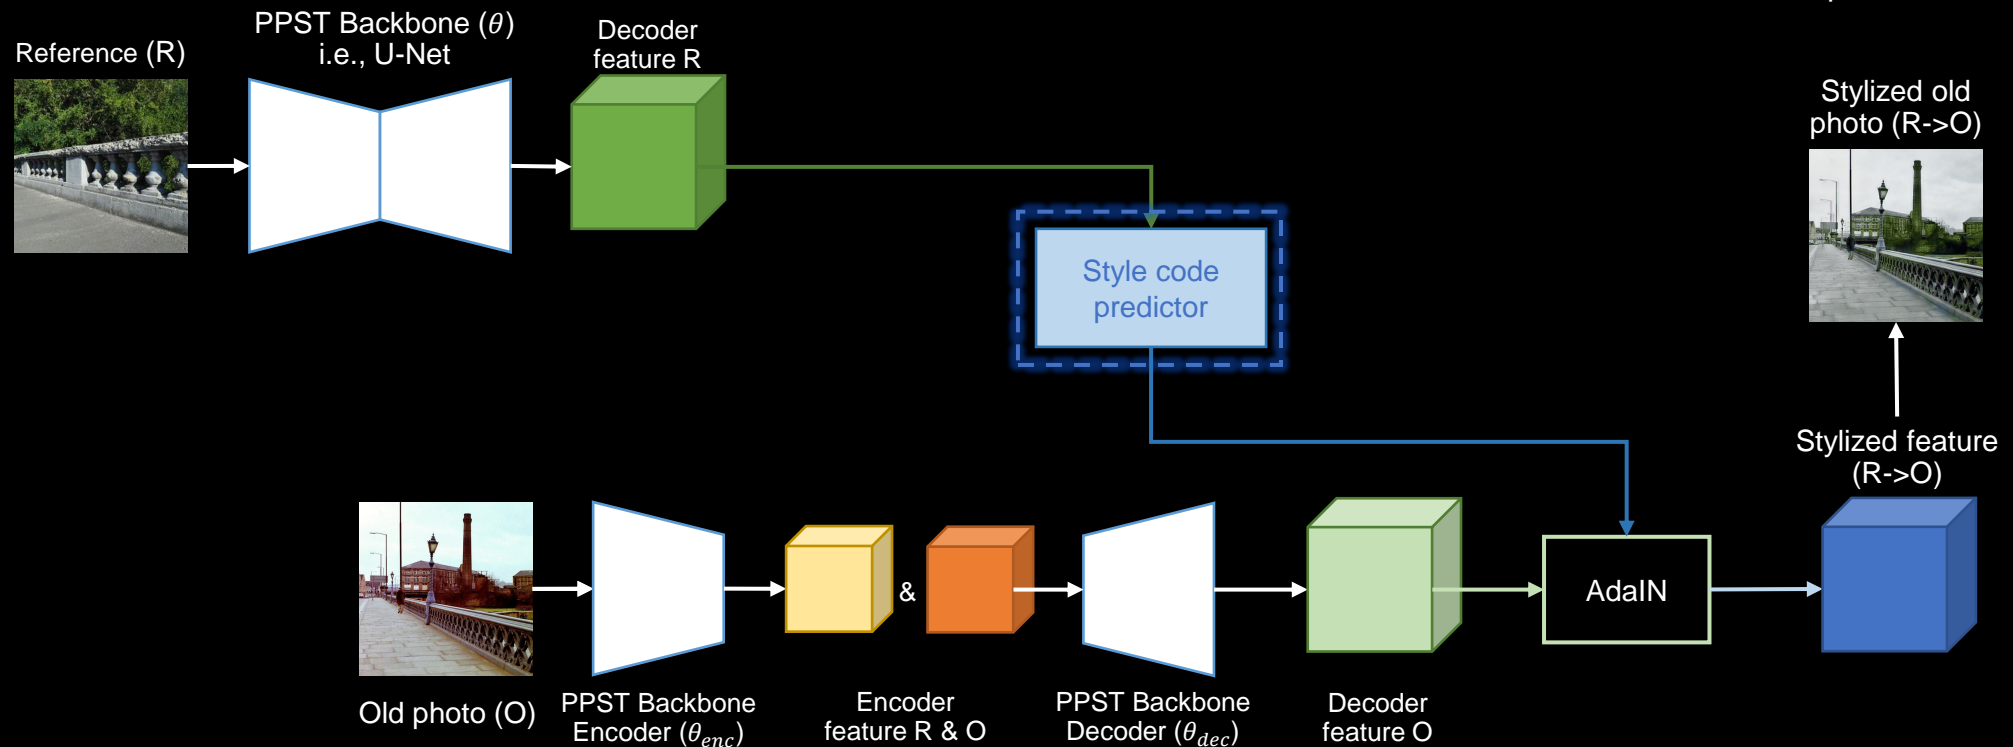 PPST Backbone (θ)
i.e., U-Net
Reference (R)
Decoder
feature R
Stylized old
photo (R->O)
Style code
predictor
Stylized feature
(R->O)
&
AdaIN
Old photo (O)
PPST Backbone
Encoder (θenc)
Encoder
feature R & O
PPST Backbone
Decoder (θdec)
Decoder
feature O